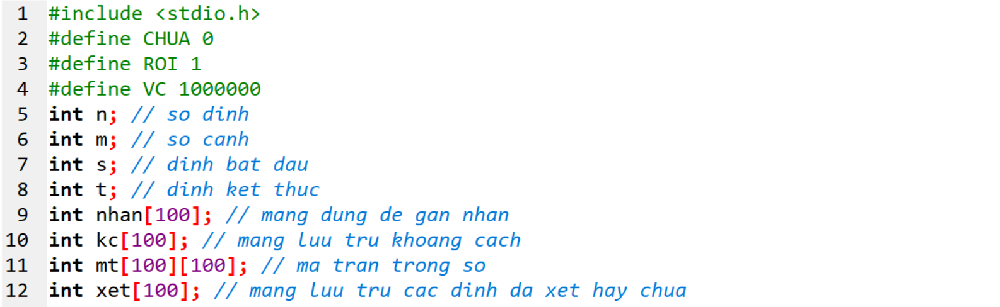 1 #include <stdio.h>
2 #define CHUA 0
3 #define ROI 1
4 #define VC 1000000
5 int n; // so dinh
6 int m; // so canh
7 int s; // dinh bat dau
8 int t; // dinh ket thuc
9 int nhan[100]; // mang dung de gan nhan
10 int kc[100]; // mang luu tru khoang cach
11 int mt[100][100]; // ma tran trong so
12 int xet[100]; // mang luu tru cac dinh da xet hay chua